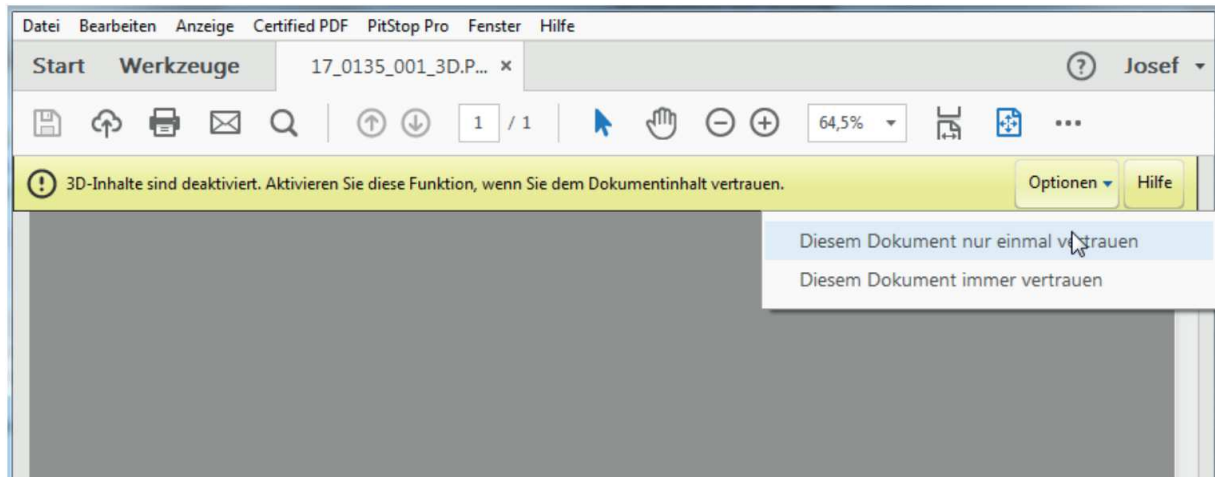 Datei Bearbeiten Anzeige Certified PDF PitStop Pro Fenster Hilfe
Start Werkzeuge 17_0135_001_3D.P... × ? Josef
1 / 1 64,5%
3D-Inhalte sind deaktiviert. Aktivieren Sie diese Funktion, wenn Sie dem Dokumentinhalt vertrauen. Optionen Hilfe
Diesem Dokument nur einmal vertrauen
Diesem Dokument immer vertrauen